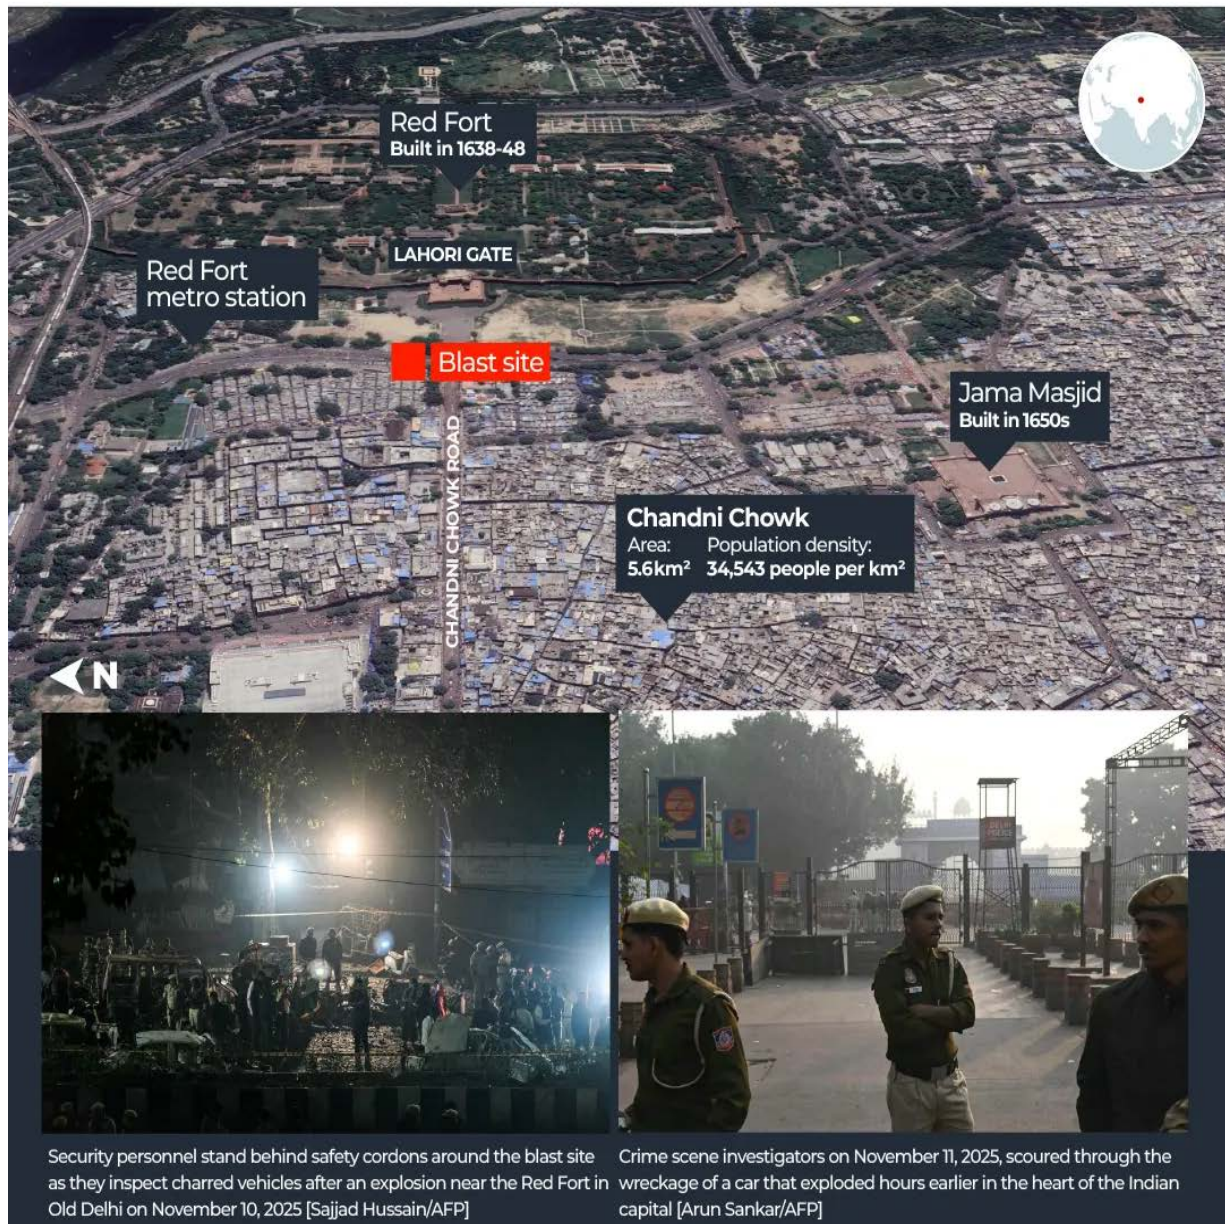 Red Fort
Built in 1638-48
LAHORI GATE
Red Fort
metro station
Blast site
Jama Masjid
Built in 1650s
CHANDNI CHOWK ROAD
Chandni Chowk
Area: Population density:
5.6km² 34,543 people per km²
N
DELHI
POLICE
Security personnel stand behind safety cordons around the blast site
as they inspect charred vehicles after an explosion near the Red Fort in
Old Delhi on November 10, 2025 [Sajjad Hussain/AFP]
Crime scene investigators on November 11, 2025, scoured through the
wreckage of a car that exploded hours earlier in the heart of the Indian
capital [Arun Sankar/AFP]